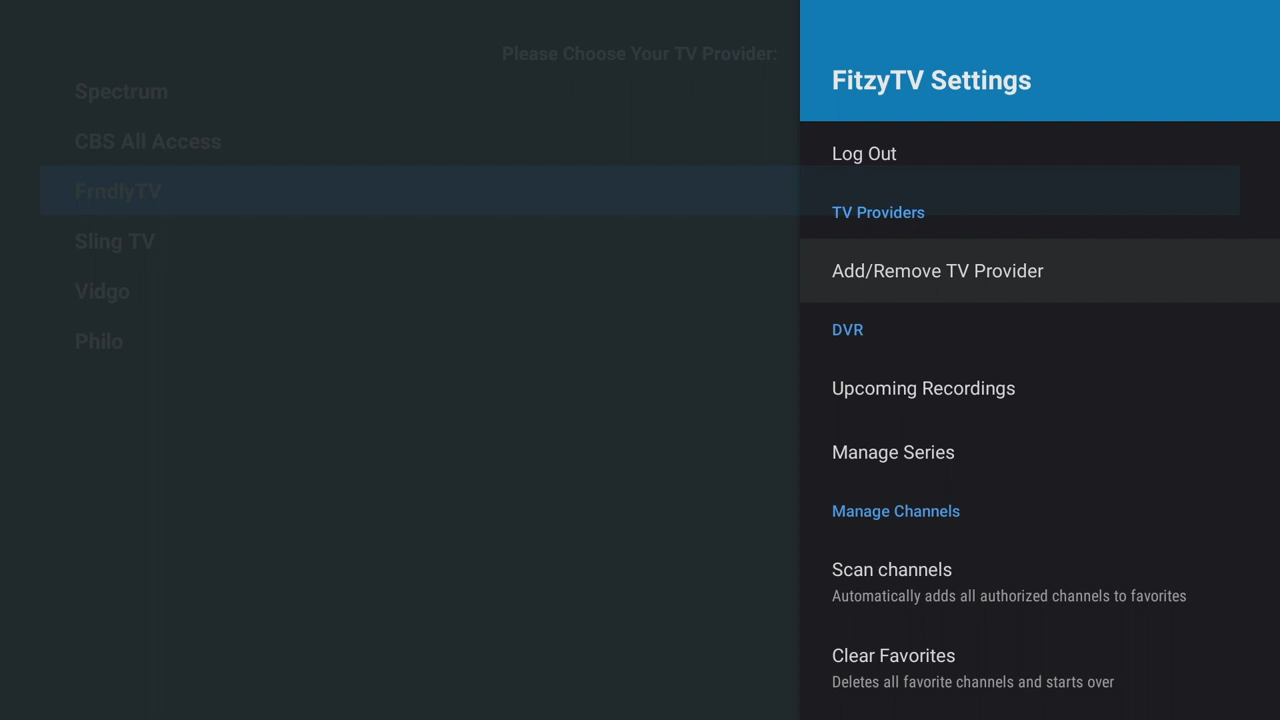 Please Choose Your TV Provider:
Spectrum
CBS All Access
FrndlyTV
Sling TV
Vidgo
Philo
FitzyTV Settings
Log Out
TV Providers
Add/Remove TV Provider
DVR
Upcoming Recordings
Manage Series
Manage Channels
Scan channels
Automatically adds all authorized channels to favorites
Clear Favorites
Deletes all favorite channels and starts over